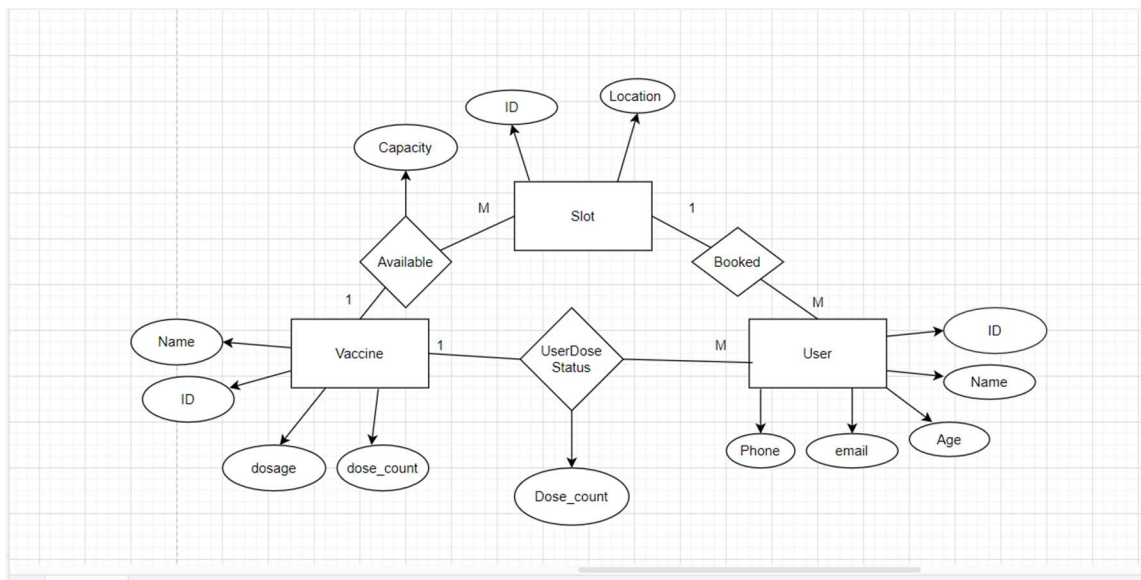 ID
Location
Capacity
M
Slot
1
Available
Booked
1
M
Name
Vaccine
1
UserDose
Status
M
User
ID
ID
Name
Phone
email
Age
dosage
dose_count
Dose_count